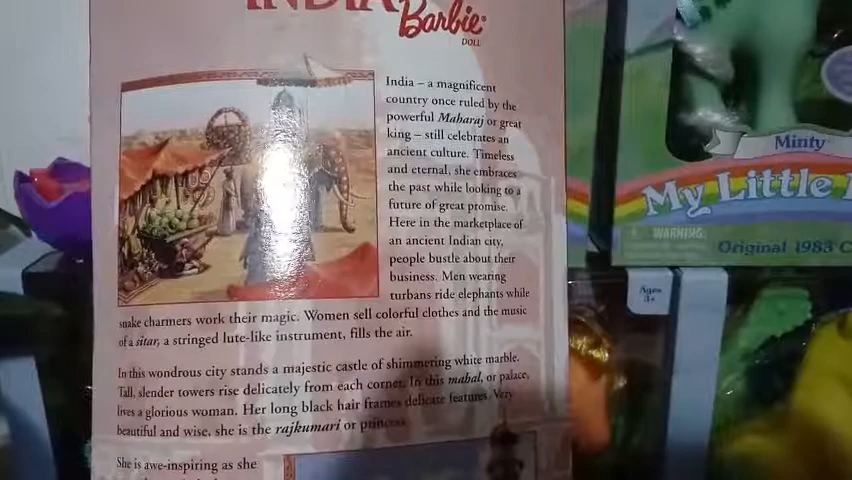 INDIA
Barbie®
DOLL
India – a magnificent
country once ruled by the
powerful Maharaj or great
king – still celebrates an
ancient culture. Timeless
and eternal, she embraces
the past while looking to a
future of great promise.
Here in the marketplace of
an ancient Indian city,
people bustle about their
business. Men wearing
turbans ride elephants while
snake charmers work their magic. Women sell colorful clothes and the music
of a sitar, a stringed lute-like instrument, fills the air.
In this wondrous city stands a majestic castle of shimmering white marble.
Tall, slender towers rise delicately from each corner. In this mahal, or palace,
lives a glorious woman. Her long black hair frames delicate features. Very
beautiful and wise, she is the rajkumari or princess.
She is awe-inspiring as she
Minty
My Little
WARNING:
Original 1983
Ages
3+